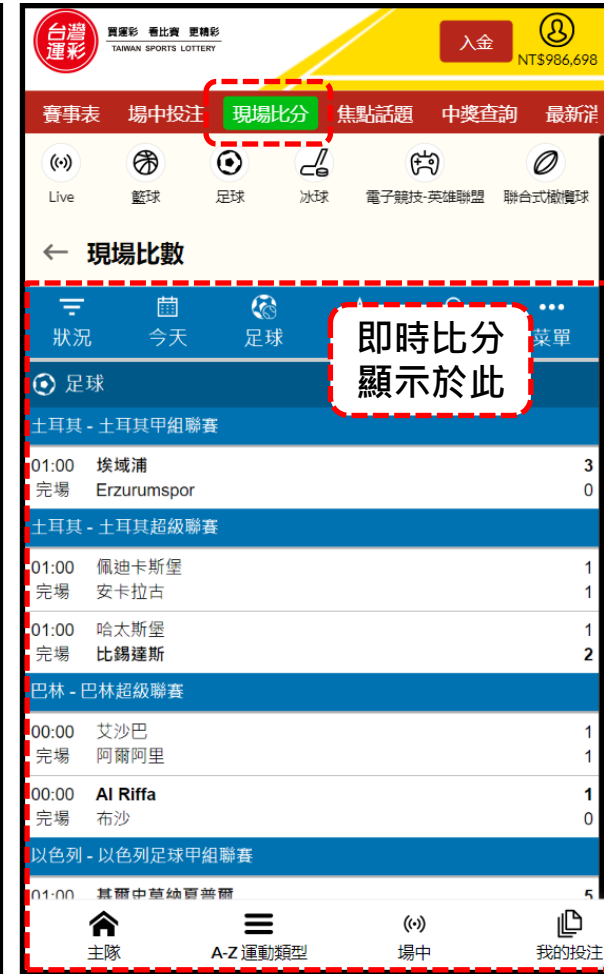 台灣
運彩
買運彩 看比賽 更精彩
TAIWAN SPORTS LOTTERY
入金
NT$986,698
賽事表 場中投注 現場比分 焦點話題 中獎查詢 最新消
Live 籃球 足球 冰球 電子競技-英雄聯盟 聯合式橄欖球
← 現場比數
狀況 今天 足球 菜單
即時比分
顯示於此
足球
土耳其 - 土耳其甲組聯賽
01:00 埃域浦 3
完場 Erzurumspor 0
土耳其 - 土耳其超級聯賽
01:00 佩迪卡斯堡 1
完場 安卡拉古 1
01:00 哈太斯堡 1
完場 比錫達斯 2
巴林 - 巴林超級聯賽
00:00 艾沙巴 1
完場 阿爾阿里 1
00:00 Al Riffa 1
完場 布沙 0
以色列 - 以色列足球甲組聯賽
01:00 基爾史草納夏普爾 5
主隊 A-Z 運動類型 場中 我的投注